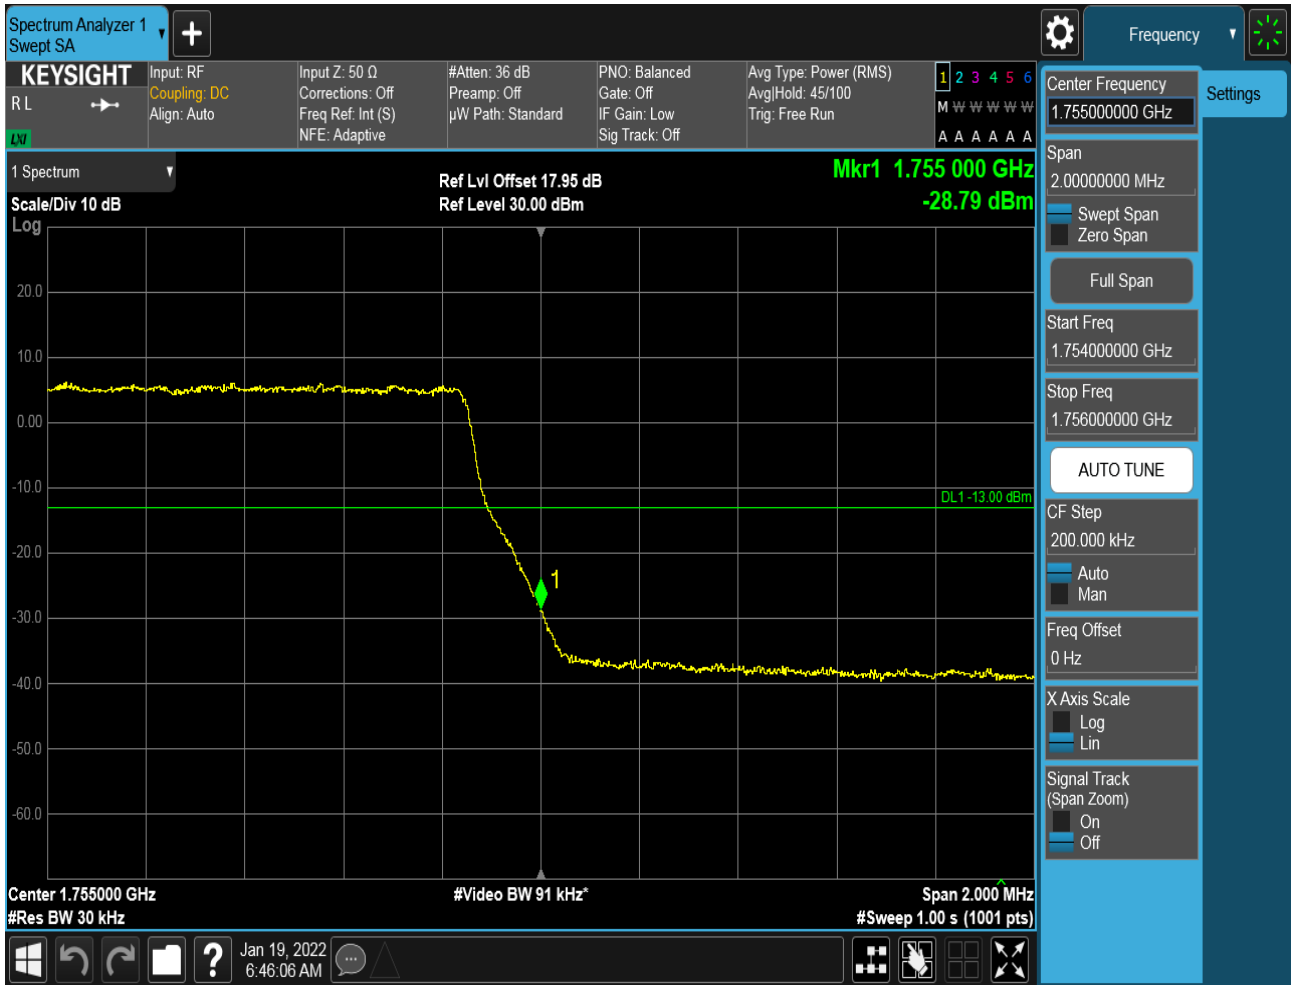 Spectrum Analyzer 1
Swept SA
Frequency
KEYSIGHT
R L
LXI
Input: RF
Coupling: DC
Align: Auto
Input Z: 50 Ω
Corrections: Off
Freq Ref: Int (S)
NFE: Adaptive
#Atten: 36 dB
Preamp: Off
µW Path: Standard
PNO: Balanced
Gate: Off
IF Gain: Low
Sig Track: Off
Avg Type: Power (RMS)
Avg|Hold: 45/100
Trig: Free Run
1 2 3 4 5 6
M W W W W W
A A A A A A
1 Spectrum
Scale/Div 10 dB
Log
Ref Lvl Offset 17.95 dB
Ref Level 30.00 dBm
Mkr1 1.755 000 GHz
-28.79 dBm
20.0
10.0
0.00
-10.0
-20.0
-30.0
-40.0
-50.0
-60.0
DL1 -13.00 dBm
1
Center 1.755000 GHz
#Res BW 30 kHz
#Video BW 91 kHz*
Span 2.000 MHz
#Sweep 1.00 s (1001 pts)
Center Frequency
1.755000000 GHz
Settings
Span
2.00000000 MHz
Swept Span
Zero Span
Full Span
Start Freq
1.754000000 GHz
Stop Freq
1.756000000 GHz
AUTO TUNE
CF Step
200.000 kHz
Auto
Man
Freq Offset
0 Hz
X Axis Scale
Log
Lin
Signal Track
(Span Zoom)
On
Off
?
Jan 19, 2022
6:46:06 AM